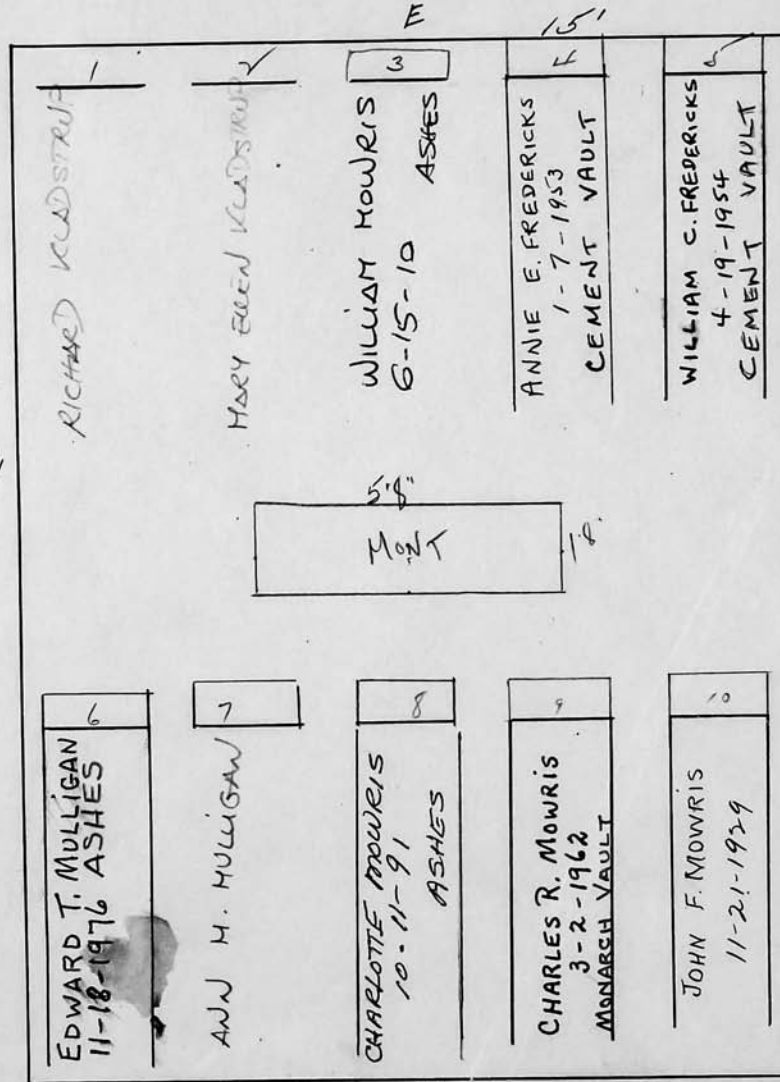 E
15'
1
RICHARD KLADSTRUP
2
MARY ELLEN KLADSTRUP
3
WILLIAM MOWRIS
6-15-10
ASHES
4
ANNIE E. FREDERICKS
1-7-1953
CEMENT VAULT
5
WILLIAM C. FREDERICKS
4-19-1954
CEMENT VAULT
5'8"
MONT
1'8"
6
EDWARD T. MULLIGAN
11-18-1976 ASHES
7
ANN M. MULLIGAN
8
CHARLOTTE MOWRIS
10-11-91
ASHES
9
CHARLES R. MOWRIS
3-2-1962
MONARCH VAULT
10
JOHN F. MOWRIS
11-21-1929